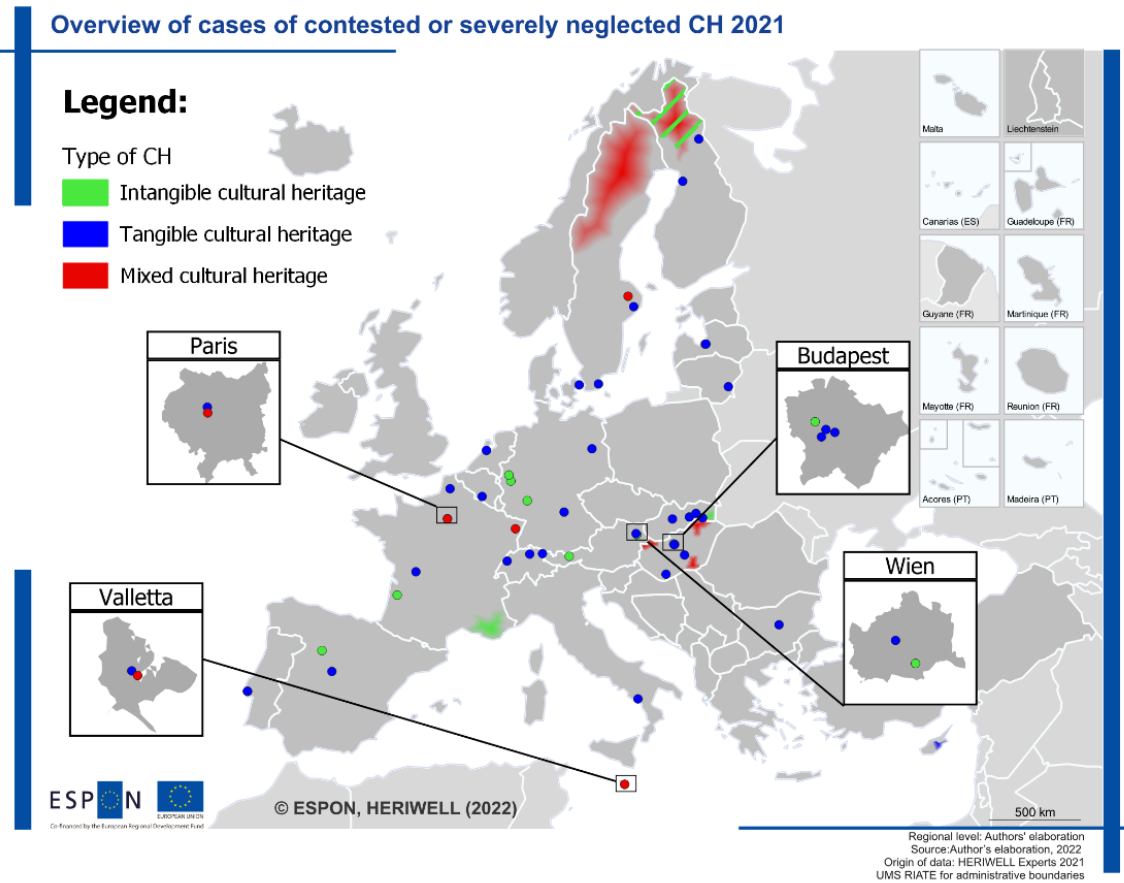 Overview of cases of contested or severely neglected CH 2021
Legend:
Type of CH
Intangible cultural heritage
Tangible cultural heritage
Mixed cultural heritage
Paris
Budapest
Valletta
Wien
Malta
Liechtenstein
Canarias (ES)
Guadeloupe (FR)
Guyane (FR)
Martinique (FR)
Mayotte (FR)
Reunion (FR)
Acores (PT)
Madeira (PT)
ESPON
EUROPEAN UNION
Co-financed by the European Regional Development Fund
© ESPON, HERIWELL (2022)
500 km
Regional level: Authors' elaboration
Source:Author's elaboration, 2022
Origin of data: HERIWELL Experts 2021
UMS RIATE for administrative boundaries